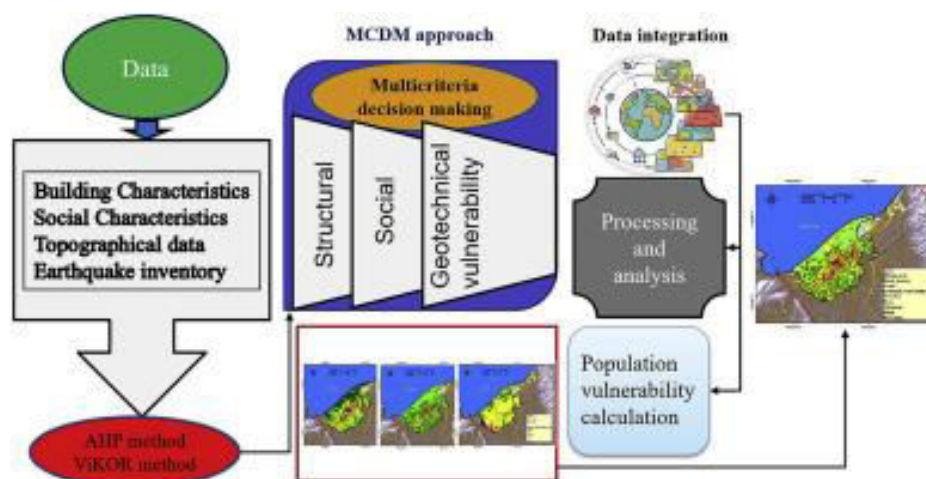 Data
Building Characteristics
Social Characteristics
Topographical data
Earthquake inventory
AHP method
ViKOR method
MCDM approach
Multicriteria
decision making
Structural
Social
Geotechnical
vulnerability
Data integration
Processing
and
analysis
Population
vulnerability
calculation